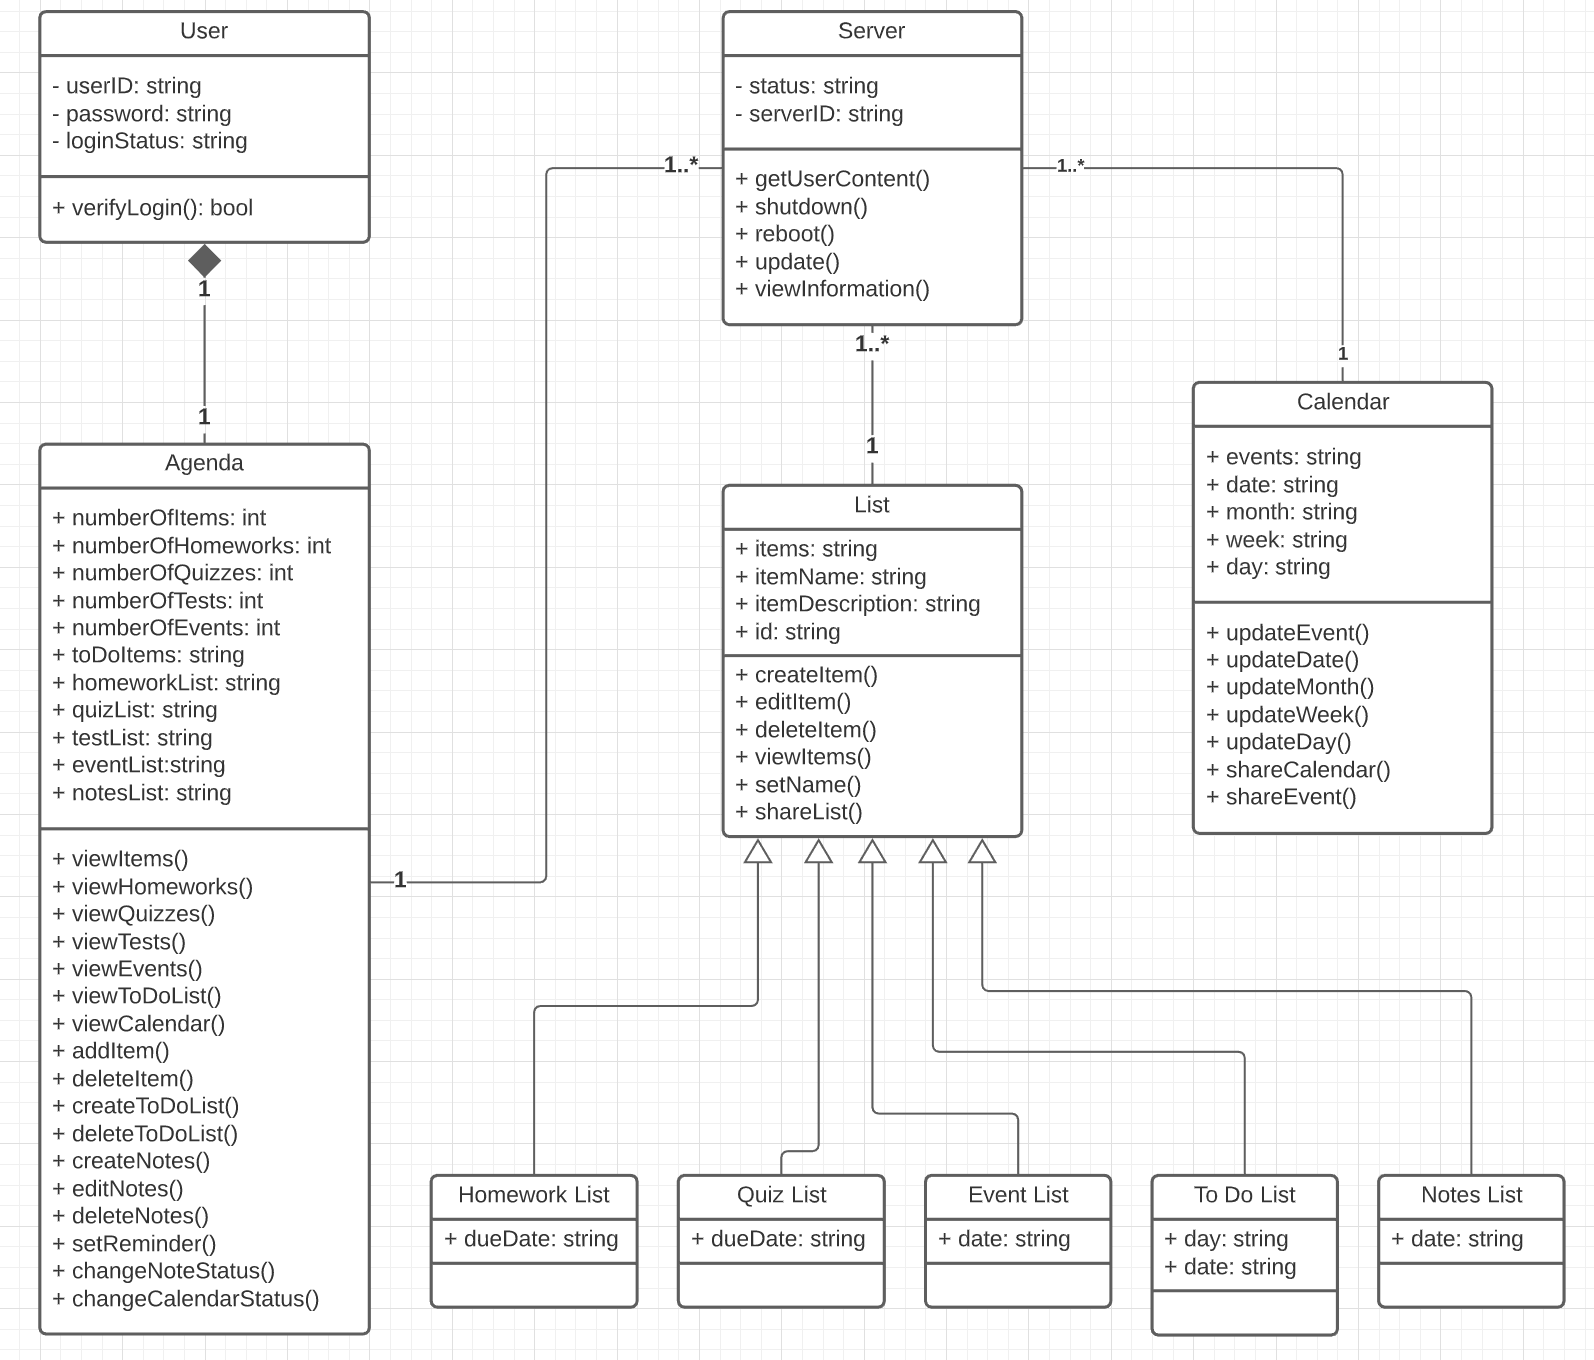 User
- userID: string
- password: string
- loginStatus: string
+ verifyLogin(): bool
1
1
Agenda
+ numberOfItems: int
+ numberOfHomeworks: int
+ numberOfQuizzes: int
+ numberOfTests: int
+ numberOfEvents: int
+ toDoItems: string
+ homeworkList: string
+ quizList: string
+ testList: string
+ eventList:string
+ notesList: string
+ viewItems()
+ viewHomeworks()
+ viewQuizzes()
+ viewTests()
+ viewEvents()
+ viewToDoList()
+ viewCalendar()
+ addItem()
+ deleteItem()
+ createToDoList()
+ deleteToDoList()
+ createNotes()
+ editNotes()
+ deleteNotes()
+ setReminder()
+ changeNoteStatus()
+ changeCalendarStatus()
1
1..*
Server
- status: string
- serverID: string
+ getUserContent()
+ shutdown()
+ reboot()
+ update()
+ viewInformation()
1..*
1
List
+ items: string
+ itemName: string
+ itemDescription: string
+ id: string
+ createItem()
+ editItem()
+ deleteItem()
+ viewItems()
+ setName()
+ shareList()
1..*
1
Calendar
+ events: string
+ date: string
+ month: string
+ week: string
+ day: string
+ updateEvent()
+ updateDate()
+ updateMonth()
+ updateWeek()
+ updateDay()
+ shareCalendar()
+ shareEvent()
Homework List
+ dueDate: string
Quiz List
+ dueDate: string
Event List
+ date: string
To Do List
+ day: string
+ date: string
Notes List
+ date: string